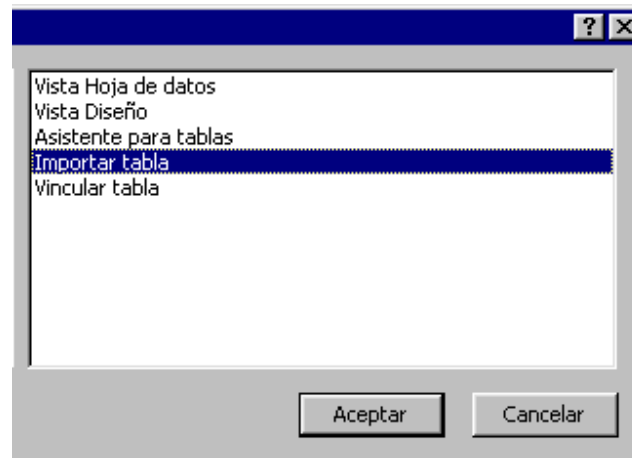 Vista Hoja de datos
Vista Diseño
Asistente para tablas
Importar tabla
Vincular tabla
Aceptar
Cancelar